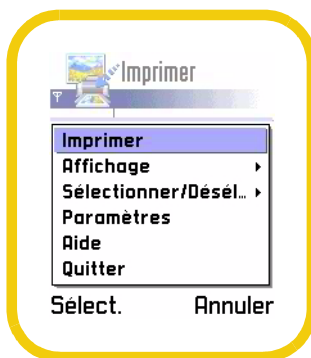 Imprimer
Imprimer
Affichage
Sélectionner/Désél...
Paramètres
Aide
Quitter
Sélect. Annuler